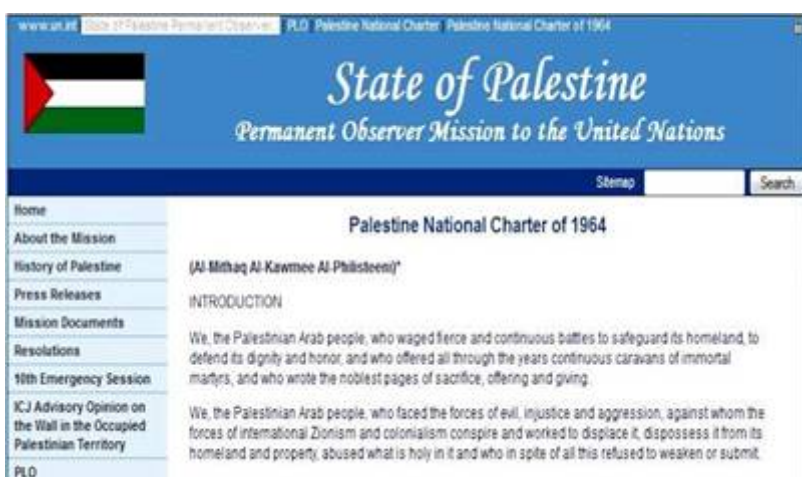 www.un.int State of Palestine Permanent Observer PLO Palestine National Charter Palestine National Charter of 1964
State of Palestine
Permanent Observer Mission to the United Nations
Sitemap Search
Home
About the Mission
History of Palestine
Press Releases
Mission Documents
Resolutions
10th Emergency Session
ICJ Advisory Opinion on
the Wall in the Occupied
Palestinian Territory
PLO
Palestine National Charter of 1964
(Al-Mithaq Al-Kawmee Al-Philisteeni)*
INTRODUCTION
We, the Palestinian Arab people, who waged fierce and continuous battles to safeguard its homeland, to
defend its dignity and honor, and who offered all through the years continuous caravans of immortal
martyrs, and who wrote the noblest pages of sacrifice, offering and giving.
We, the Palestinian Arab people, who faced the forces of evil, injustice and aggression, against whom the
forces of international Zionism and colonialism conspire and worked to displace it, dispossess it from its
homeland and property, abused what is holy in it and who in spite of all this refused to weaken or submit.